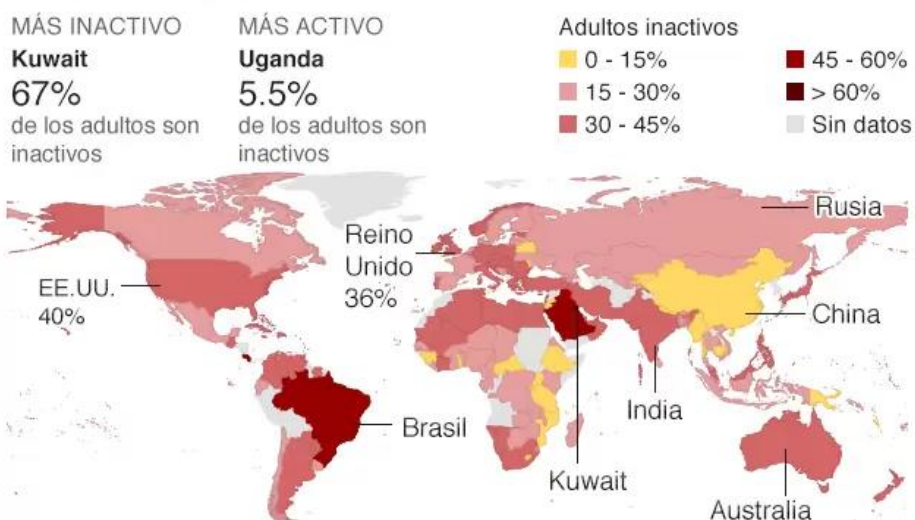 MÁS INACTIVO
Kuwait
67%
de los adultos son
inactivos
MÁS ACTIVO
Uganda
5.5%
de los adultos son
inactivos
Adultos inactivos
0 - 15%
15 - 30%
30 - 45%
45 - 60%
> 60%
Sin datos
Rusia
Reino
Unido
36%
EE.UU.
40%
China
India
Brasil
Kuwait
Australia